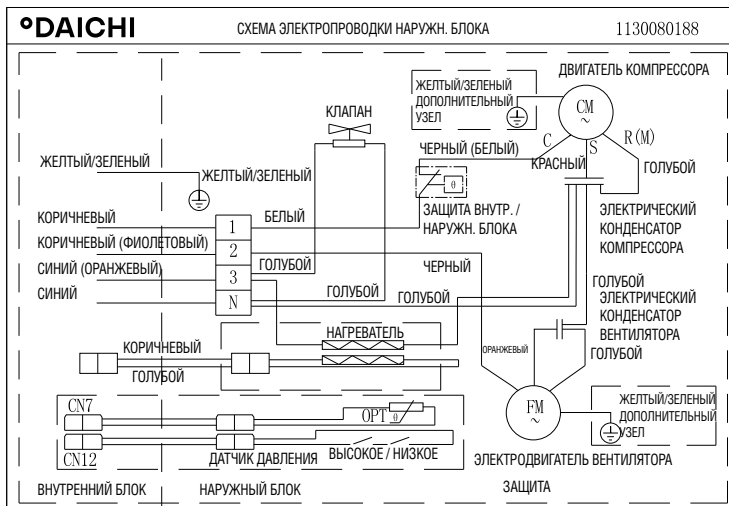 °DAICHI
СХЕМА ЭЛЕКТРОПРОВОДКИ НАРУЖН. БЛОКА
1130080188
ЖЕЛТЫЙ/ЗЕЛЕНЫЙ
ДОПОЛНИТЕЛЬНЫЙ
УЗЕЛ
ДВИГАТЕЛЬ КОМПРЕССОРА
CM
~
C
S
R(M)
КЛАПАН
ЧЕРНЫЙ (БЕЛЫЙ)
КРАСНЫЙ
ГОЛУБОЙ
ЖЕЛТЫЙ/ЗЕЛЕНЫЙ
ЖЕЛТЫЙ/ЗЕЛЕНЫЙ
θ
ЗАЩИТА ВНУТР. /
НАРУЖН. БЛОКА
ЭЛЕКТРИЧЕСКИЙ
КОНДЕНСАТОР
КОМПРЕССОРА
КОРИЧНЕВЫЙ
1
БЕЛЫЙ
КОРИЧНЕВЫЙ (ФИОЛЕТОВЫЙ)
2
ЧЕРНЫЙ
СИНИЙ (ОРАНЖЕВЫЙ)
3
ГОЛУБОЙ
СИНИЙ
N
ГОЛУБОЙ
ГОЛУБОЙ
ГОЛУБОЙ
ЭЛЕКТРИЧЕСКИЙ
КОНДЕНСАТОР
ВЕНТИЛЯТОРА
НАГРЕВАТЕЛЬ
КОРИЧНЕВЫЙ
ГОЛУБОЙ
ОРАНЖЕВЫЙ
ГОЛУБОЙ
FM
~
ЖЕЛТЫЙ/ЗЕЛЕНЫЙ
ДОПОЛНИТЕЛЬНЫЙ
УЗЕЛ
CN7
OPT
θ
CN12
ДАТЧИК ДАВЛЕНИЯ
ВЫСОКОЕ / НИЗКОЕ
ЭЛЕКТРОДВИГАТЕЛЬ ВЕНТИЛЯТОРА
ВНУТРЕННИЙ БЛОК
НАРУЖНЫЙ БЛОК
ЗАЩИТА